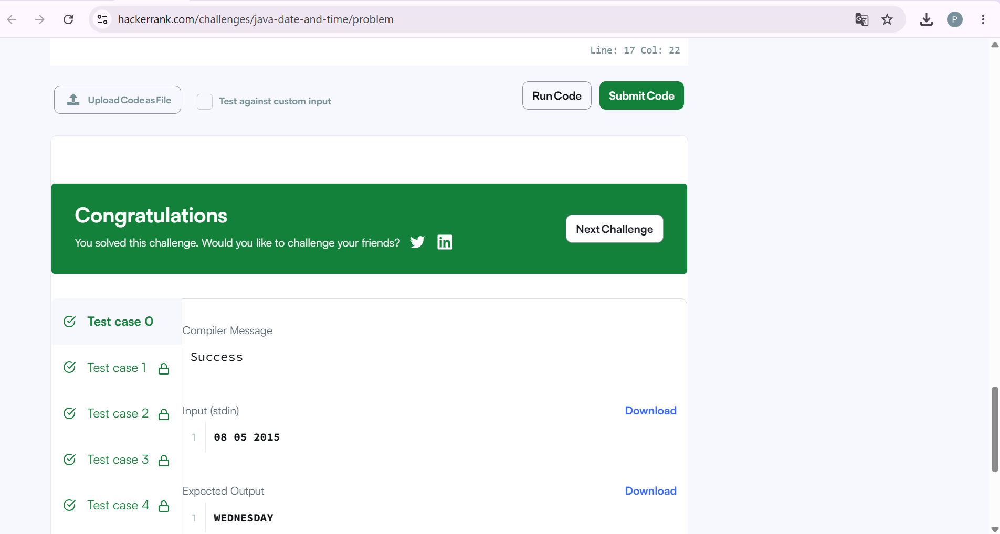 hackerrank.com/challenges/java-date-and-time/problem
P
Line: 17 Col: 22
Upload Code as File
Test against custom input
Run Code
Submit Code
Congratulations
You solved this challenge. Would you like to challenge your friends?
Next Challenge
Test case 0
Test case 1
Test case 2
Test case 3
Test case 4
Compiler Message
Success
Input (stdin)
Download
1 08 05 2015
Expected Output
Download
1 WEDNESDAY